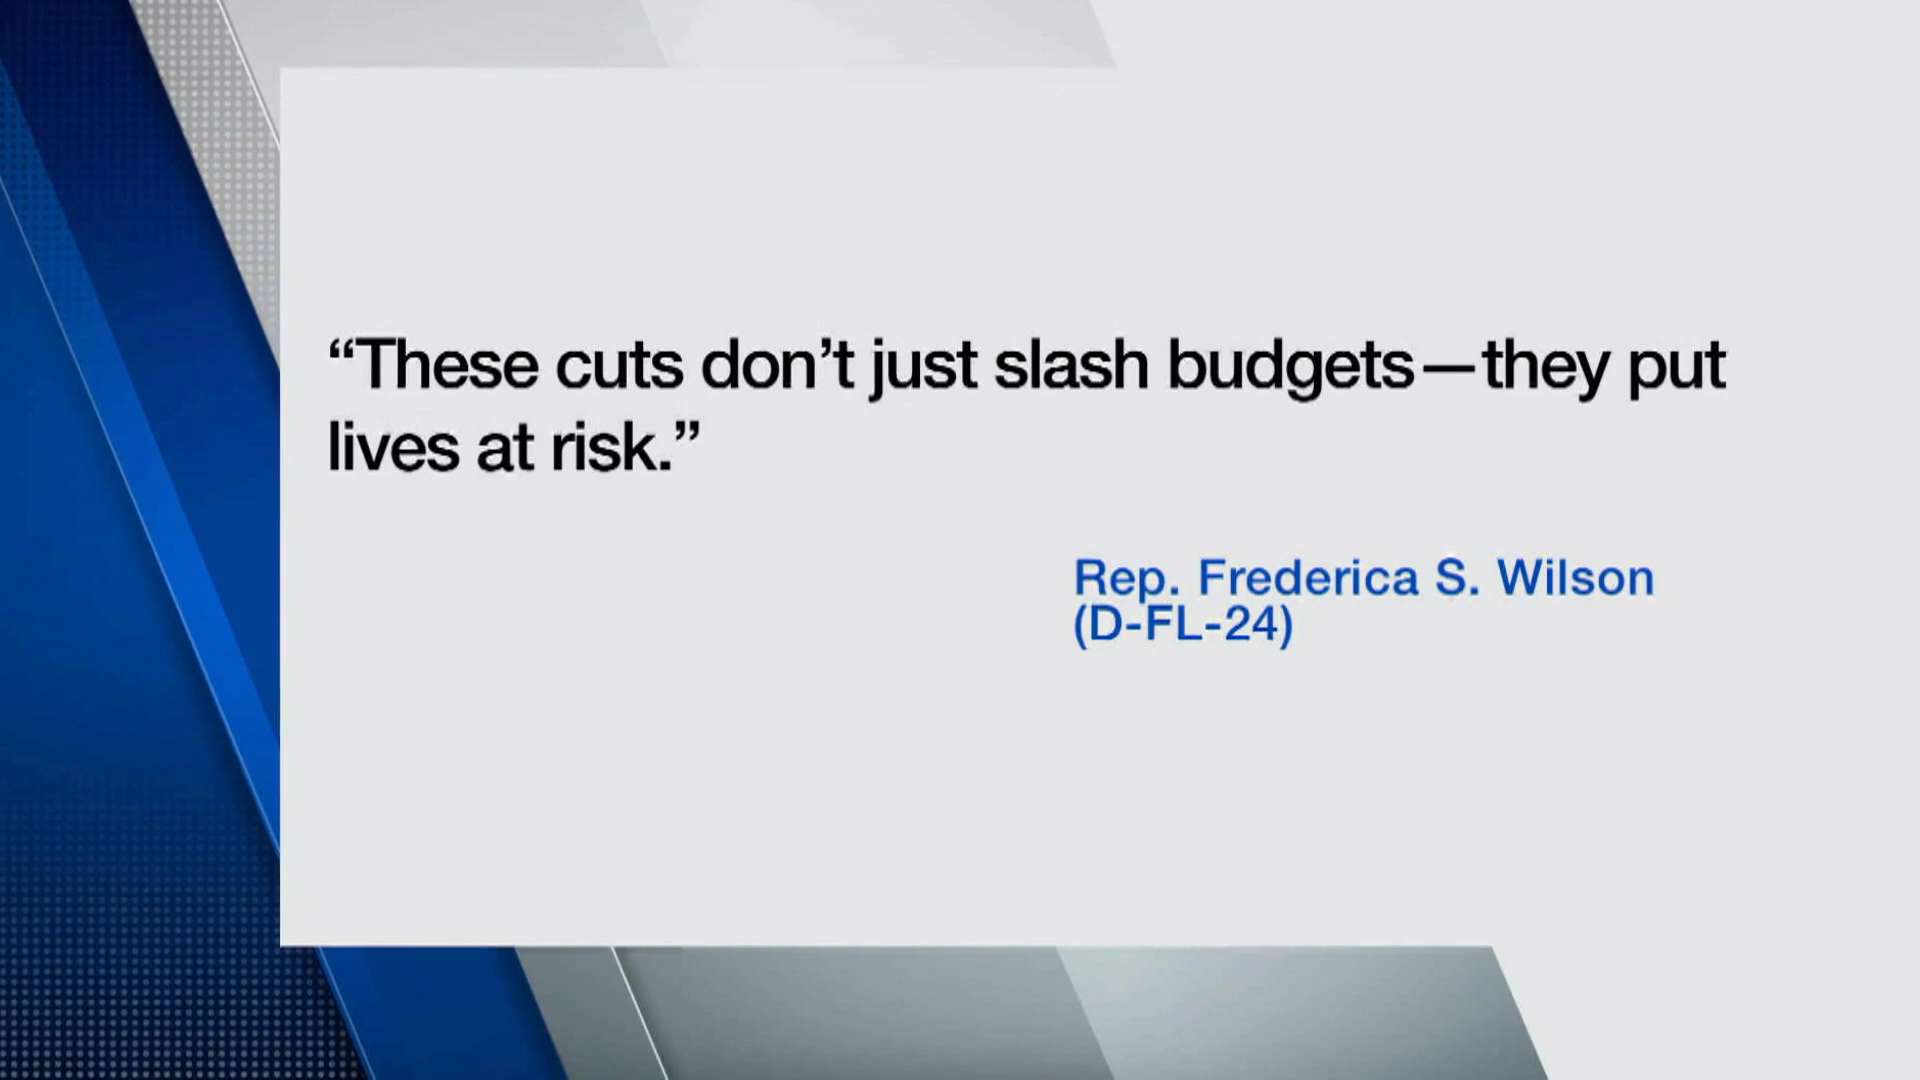 “These cuts don’t just slash budgets—they put
lives at risk.”
Rep. Frederica S. Wilson
(D-FL-24)